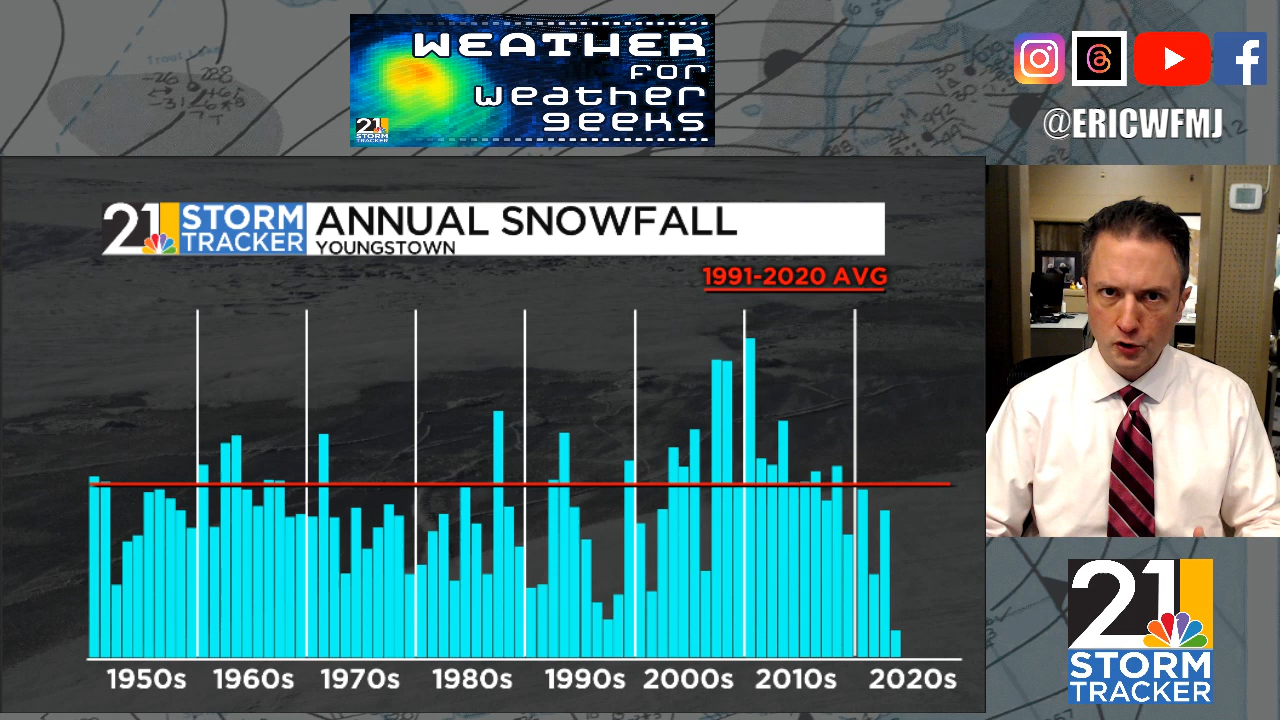 WEATHER
FOR
weather
geeks
21
STORM
TRACKER
@ERICWFMJ
21 STORM TRACKER
ANNUAL SNOWFALL
YOUNGSTOWN
1991-2020 AVG
1950s 1960s 1970s 1980s 1990s 2000s 2010s 2020s
21
STORM
TRACKER